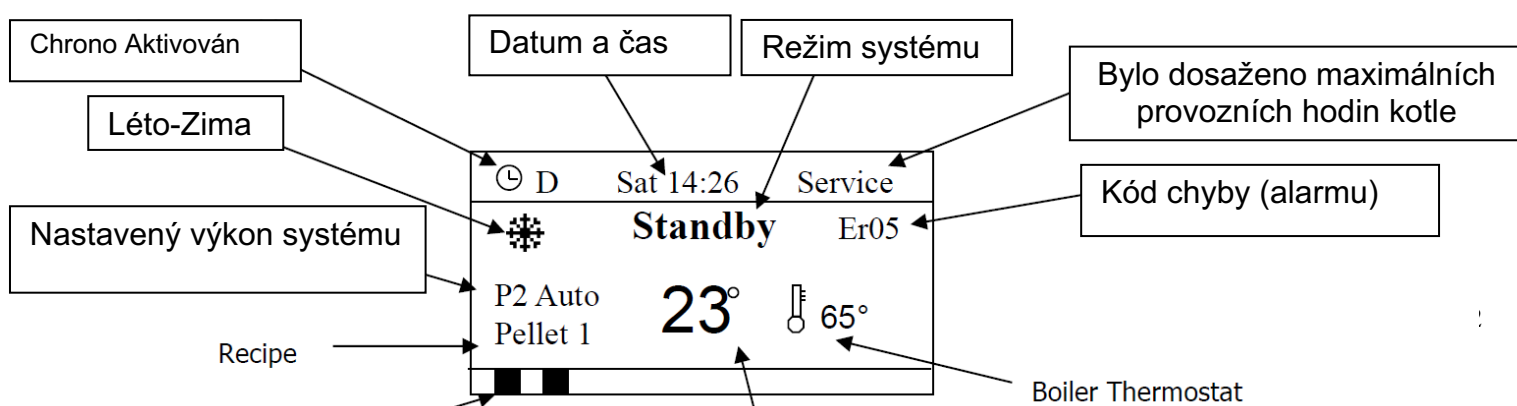 Chrono Aktivován
Datum a čas
Režim systému
Bylo dosaženo maximálních
provozních hodin kotle
Léto-Zima
D Sat 14:26 Service
Kód chyby (alarmu)
Nastavený výkon systému
Standby Er05
P2 Auto 23° 65°
Pellet 1
Recipe
Boiler Thermostat